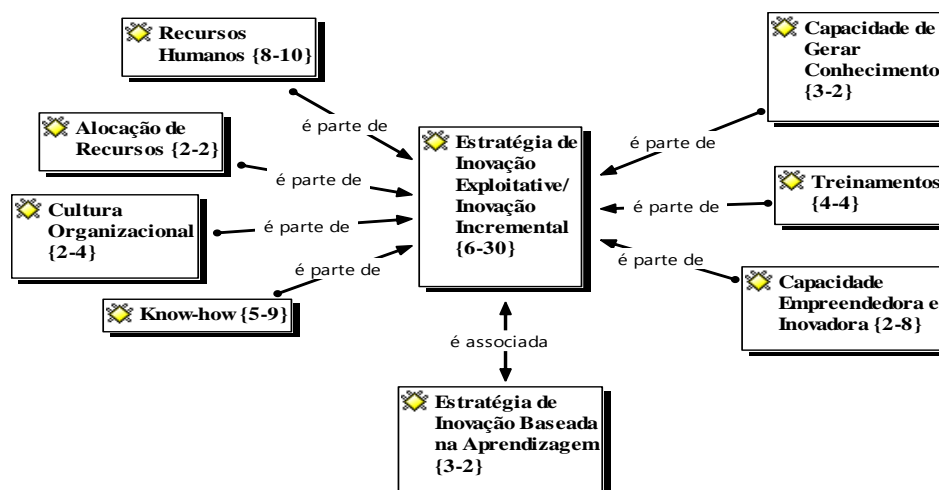 Recursos
Humanos {8-10}
é parte de
Alocação de
Recursos {2-2}
é parte de
Cultura
Organizacional
{2-4}
é parte de
Know-how {5-9}
é parte de
Estratégia de
Inovação
Exploitative/
Inovação
Incremental
{6-30}
Capacidade de
Gerar
Conhecimento
{3-2}
é parte de
Treinamentos
{4-4}
é parte de
Capacidade
Empreendedora e
Inovadora {2-8}
é parte de
é associada
Estratégia de
Inovação Baseada
na Aprendizagem
{3-2}